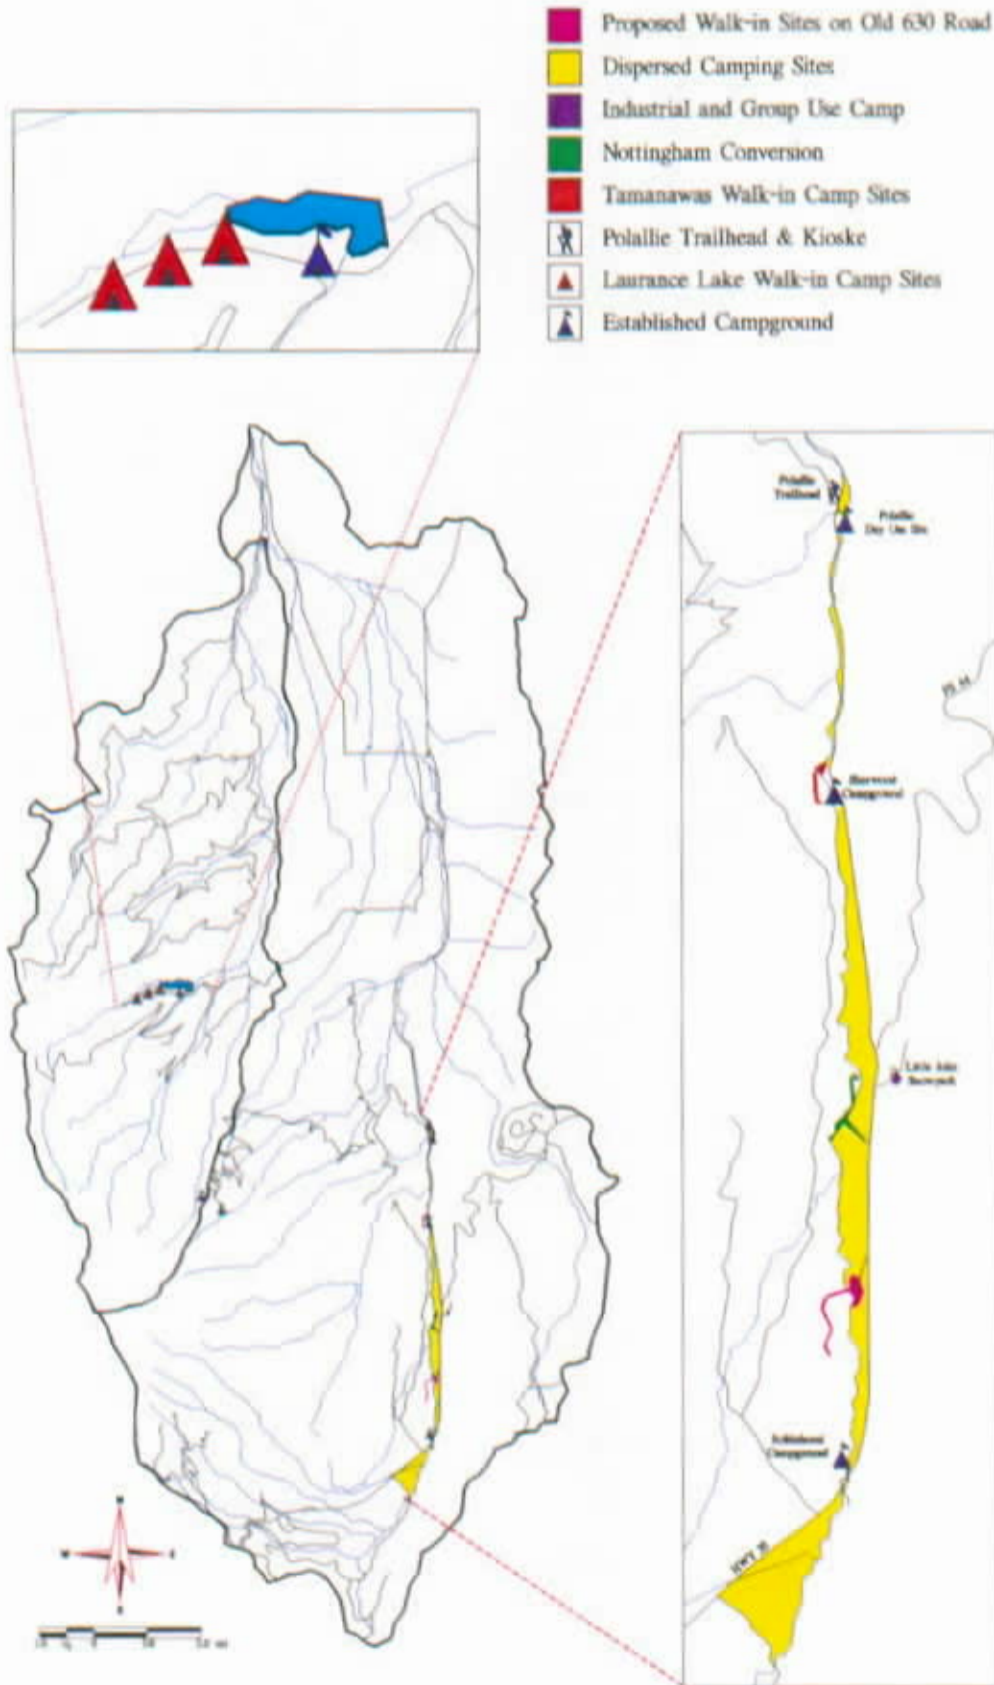 Proposed Walk-in Sites on Old 630 Road
Dispersed Camping Sites
Industrial and Group Use Camp
Nottingham Conversion
Tamanawas Walk-in Camp Sites
Polallie Trailhead & Kioske
Laurance Lake Walk-in Camp Sites
Established Campground
Polallie
Trailhead
Polallie
Day Use Site
Sherwood
Campground
Campground